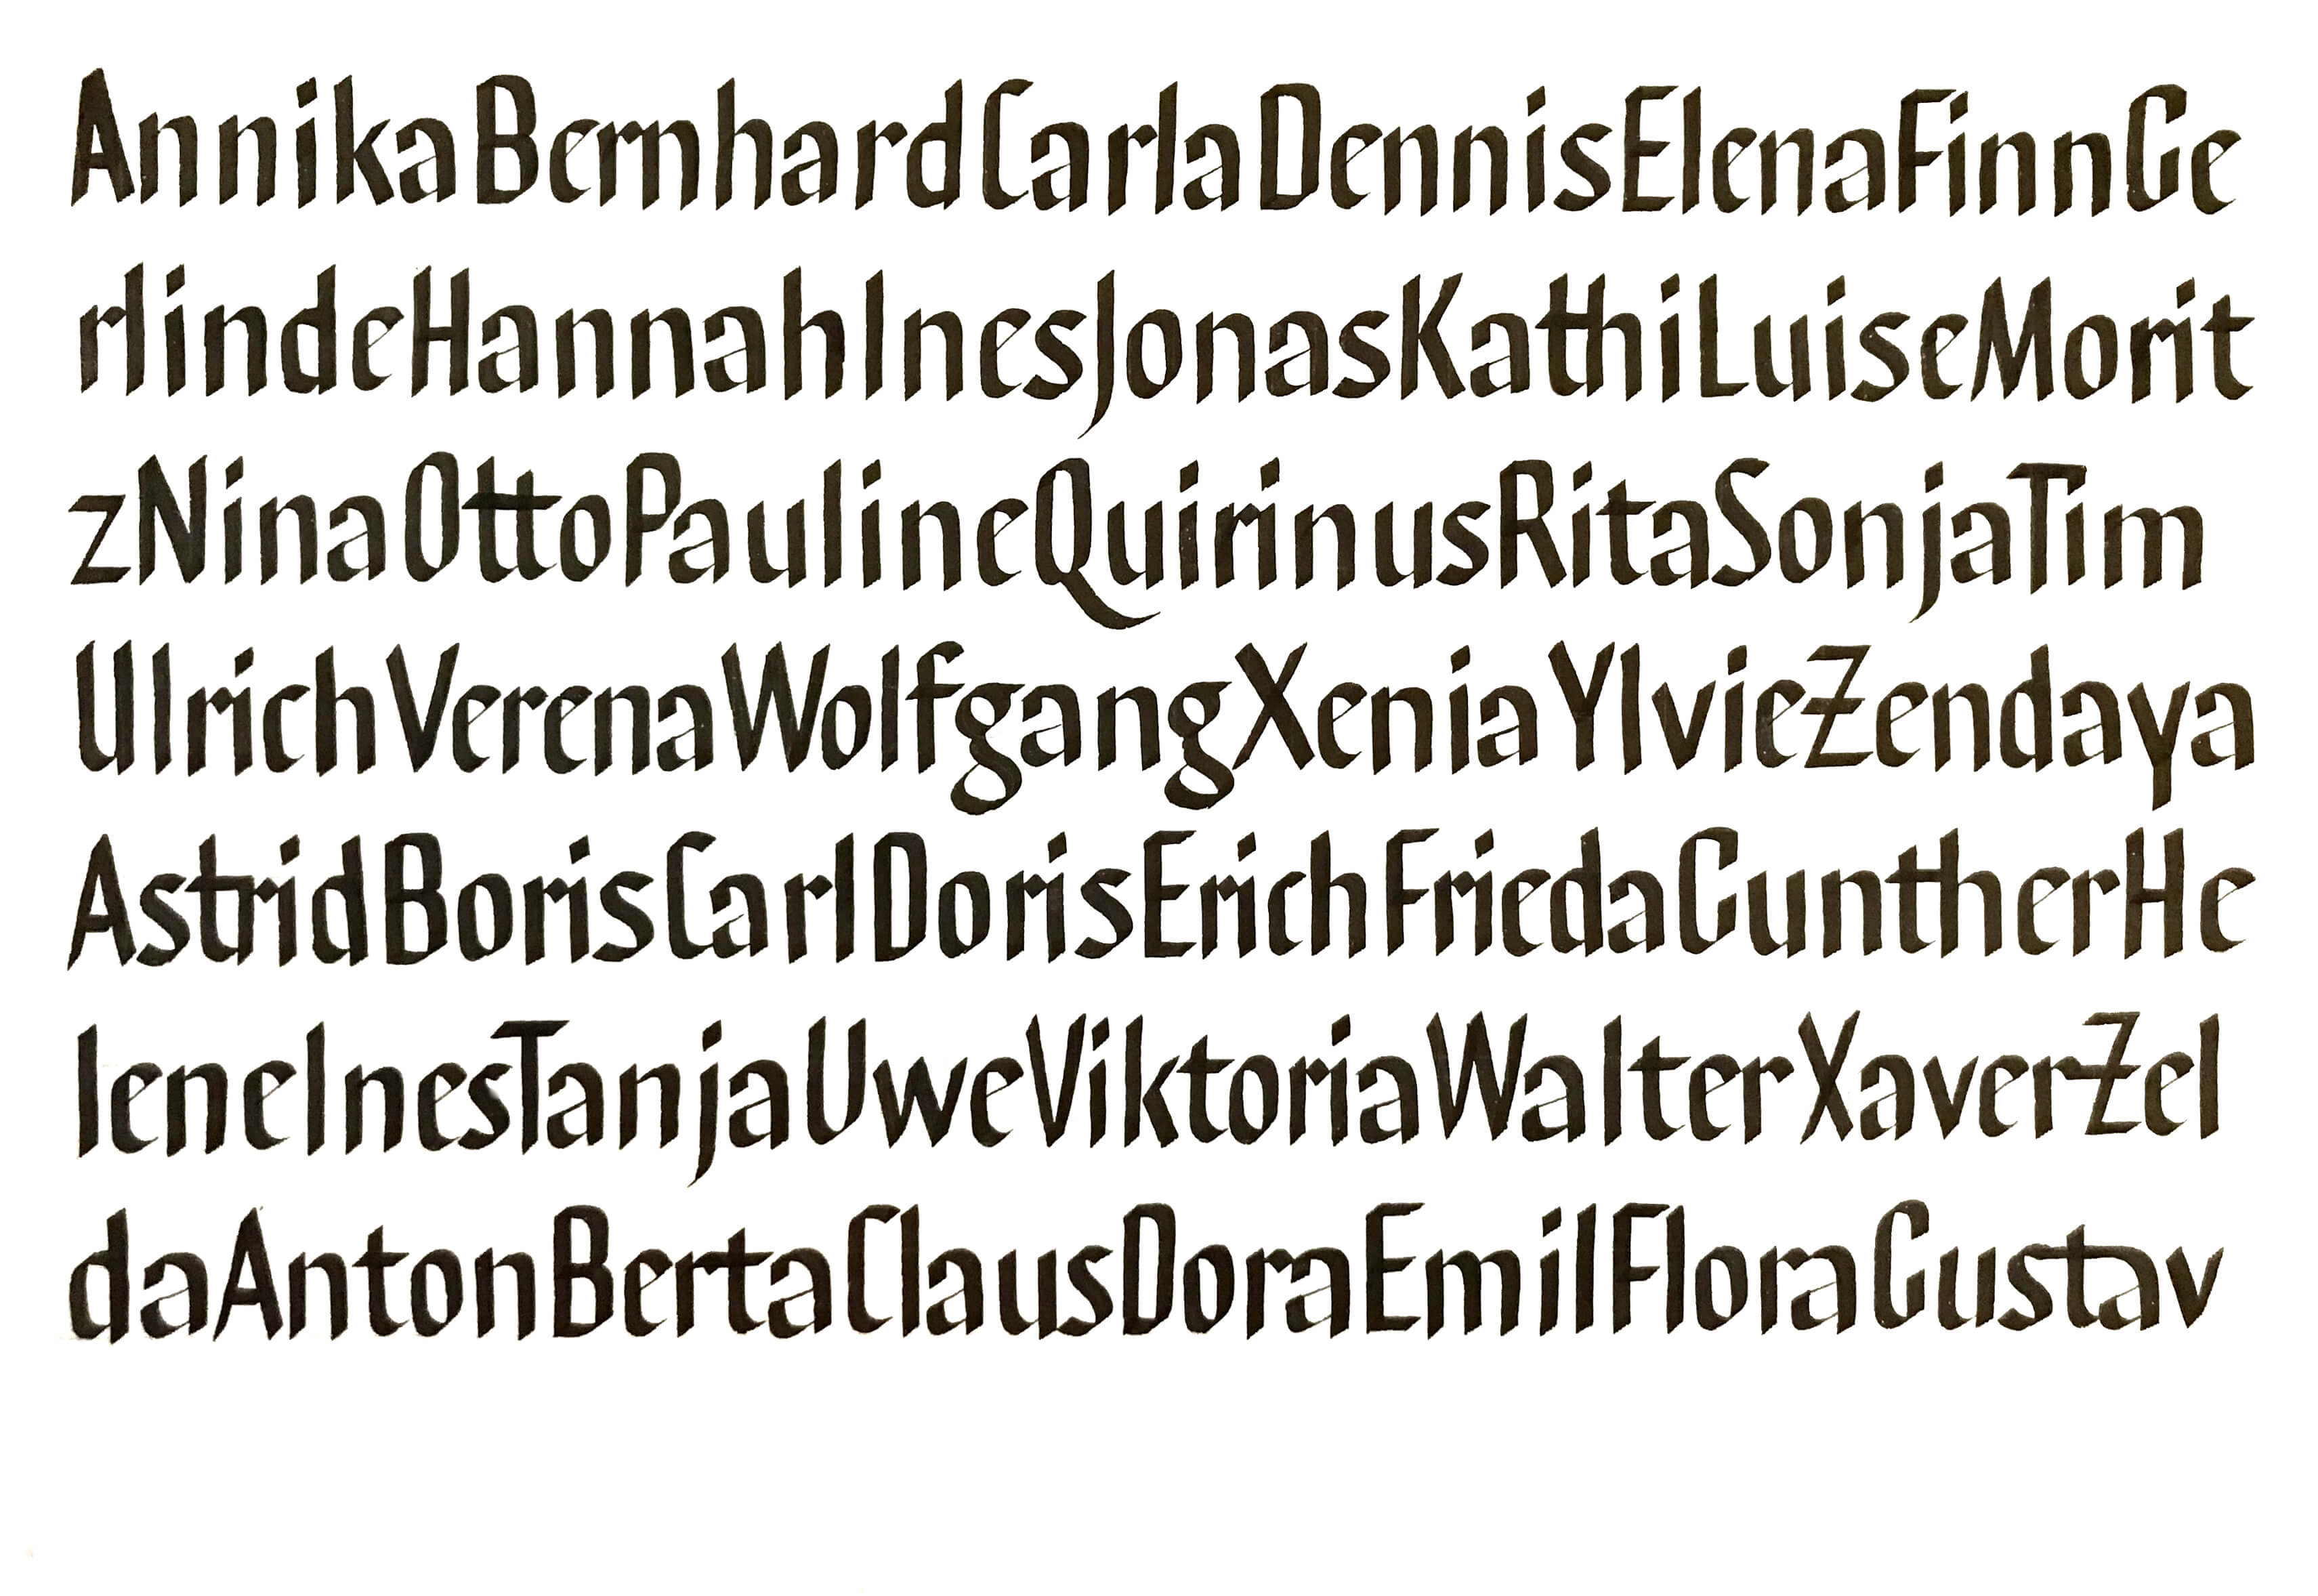 AnnikaBernhardCarlaDennisElenaFinnGe
rlindeHannahInesJonasKathiLuiseMorit
zNinaOttoPaulineQuirinusRitaSonjaTim
UlrichVerenaWolfgangXeniaYlvieZendaya
AstridBorisCarlDorisErichFriedaGuntherHe
leneInesTanjaUweViktoriaWalterXaverZel
daAntonBertaClausDoraEmilFloraGustav